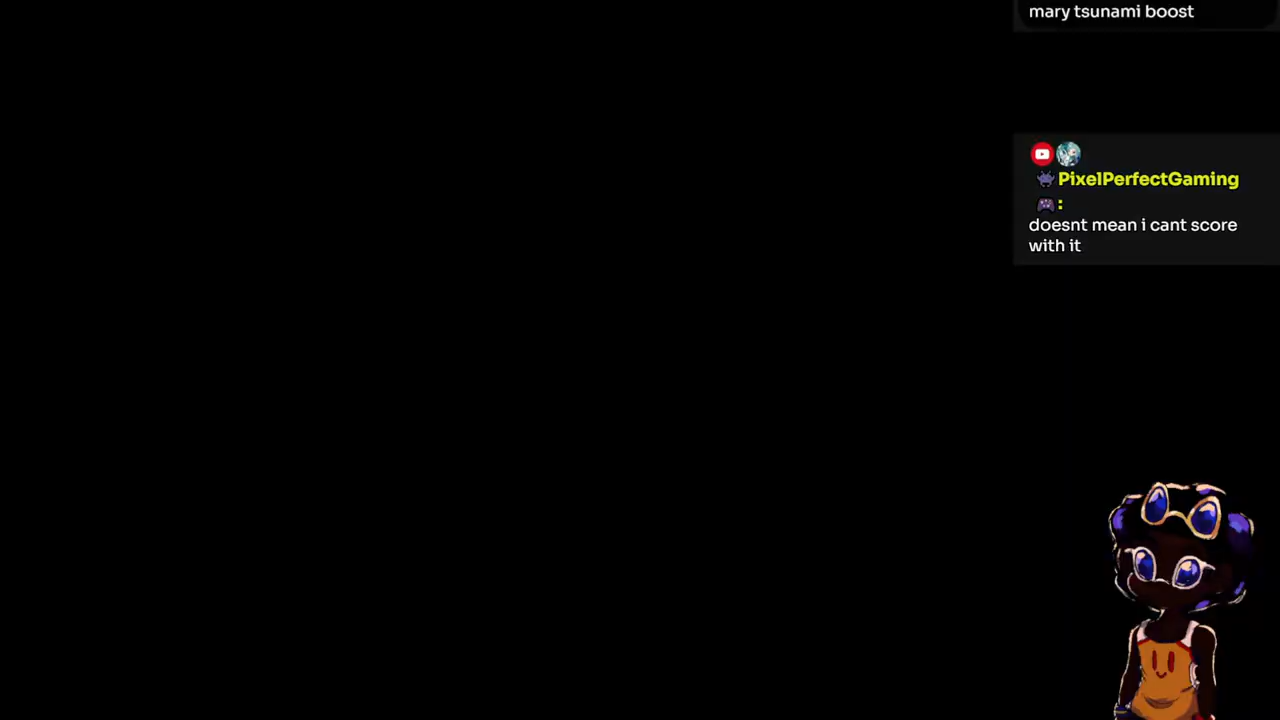 mary tsunami boost
PixelPerfectGaming
:
doesnt mean i cant score
with it